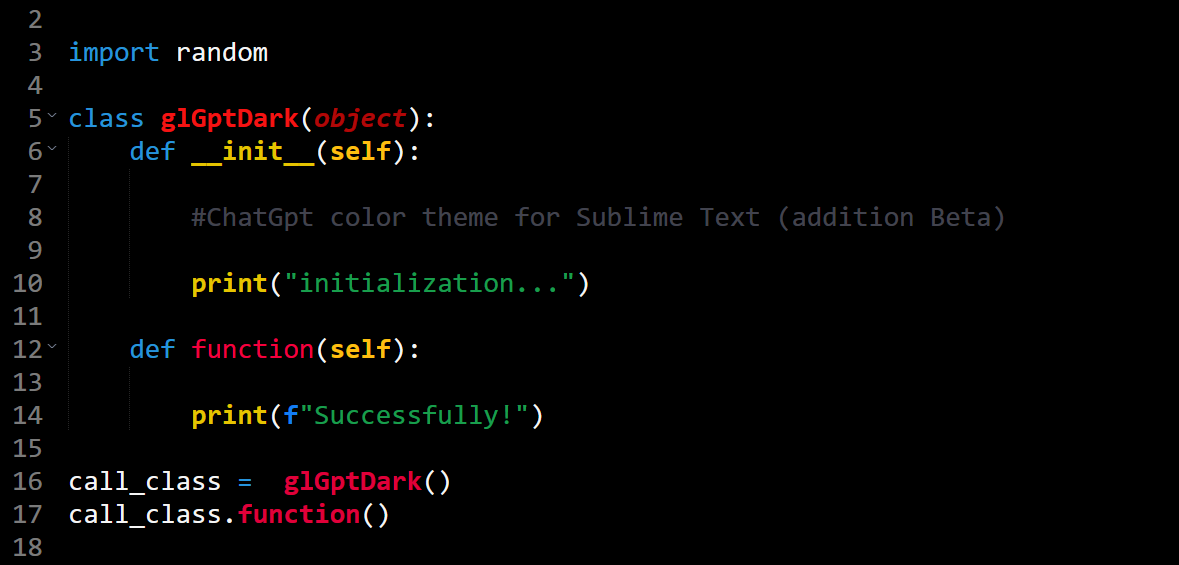 2
3 import random
4
5 class glGptDark(object):
6     def __init__(self):
7
8         #ChatGpt color theme for Sublime Text (addition Beta)
9
10         print("initialization...")
11
12     def function(self):
13
14         print(f"Successfully!")
15
16 call_class =  glGptDark()
17 call_class.function()
18